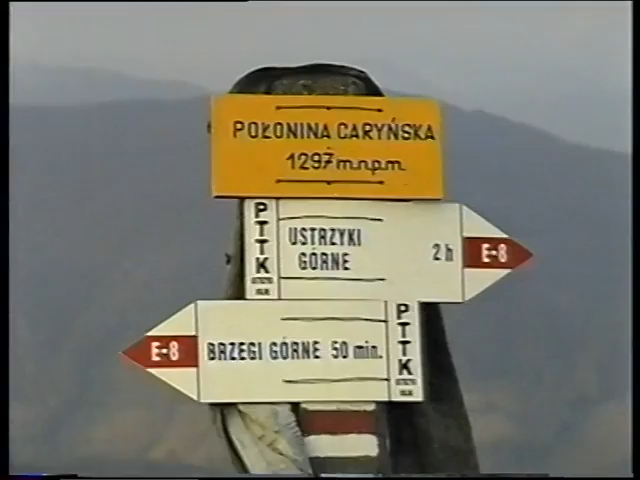 POŁONINA CARYŃSKA
1297 m.n.p.m.
PTTK
USTRZYKI
GÓRNE
2 h
E-8
E-8
BRZEGI GÓRNE 50 min.
PTTK